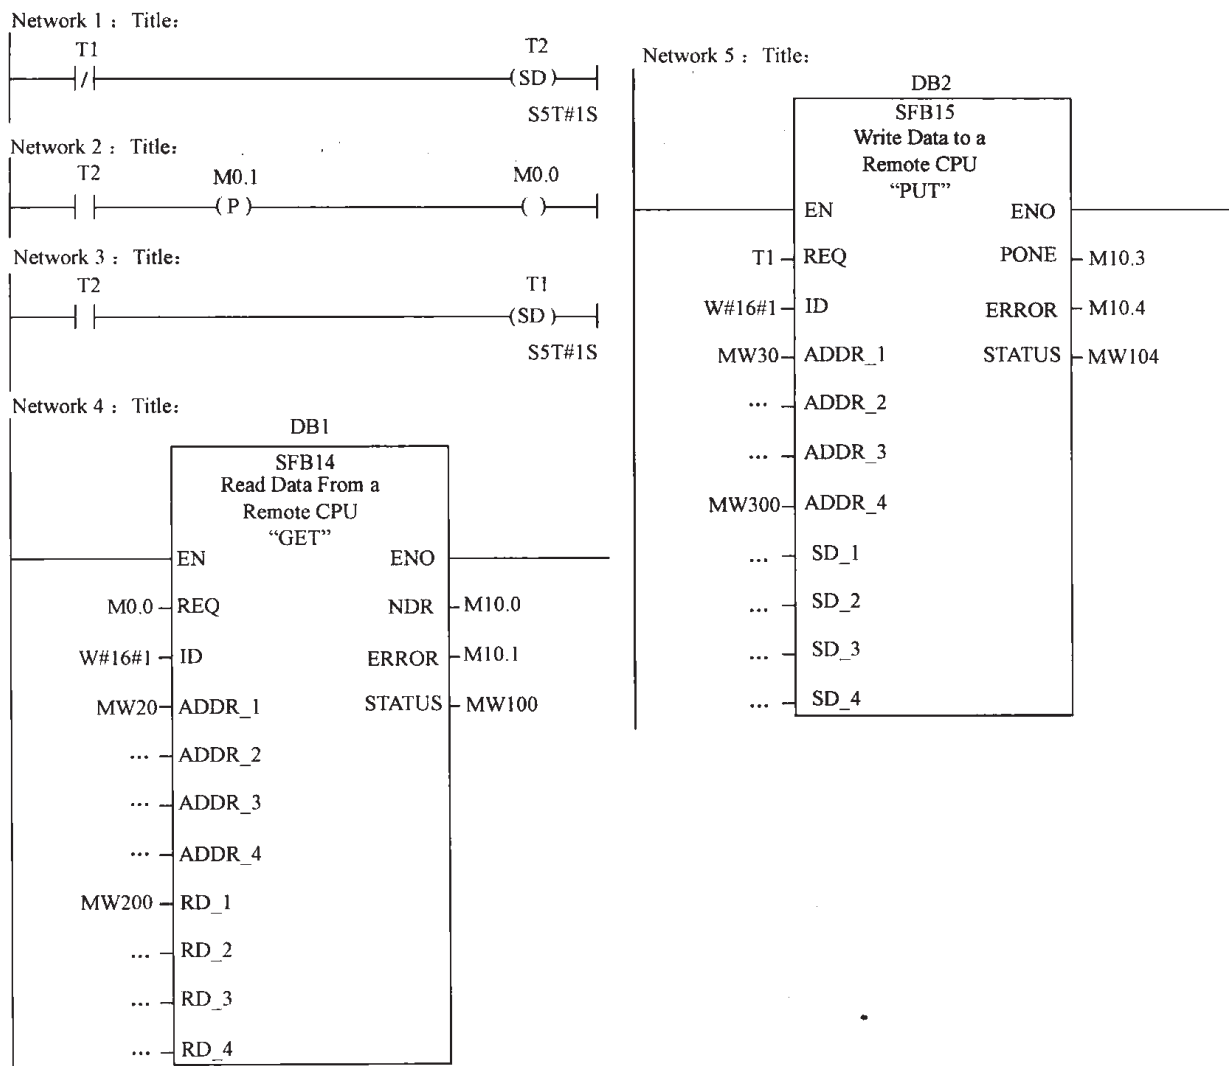 Network 1： Title：
T1 T2
(SD)
S5T#1S
Network 2： Title：
T2 M0.1 M0.0
(P) ( )
Network 3： Title：
T2 T1
(SD)
S5T#1S
Network 4： Title：
DB1
SFB14
Read Data From a
Remote CPU
“GET”
EN ENO
M0.0 REQ NDR M10.0
W#16#1 ID ERROR M10.1
MW20 ADDR_1 STATUS MW100
... ADDR_2
... ADDR_3
... ADDR_4
MW200 RD_1
... RD_2
... RD_3
... RD_4
Network 5： Title：
DB2
SFB15
Write Data to a
Remote CPU
“PUT”
EN ENO
T1 REQ PONE M10.3
W#16#1 ID ERROR M10.4
MW30 ADDR_1 STATUS MW104
... ADDR_2
... ADDR_3
MW300 ADDR_4
... SD_1
... SD_2
... SD_3
... SD_4